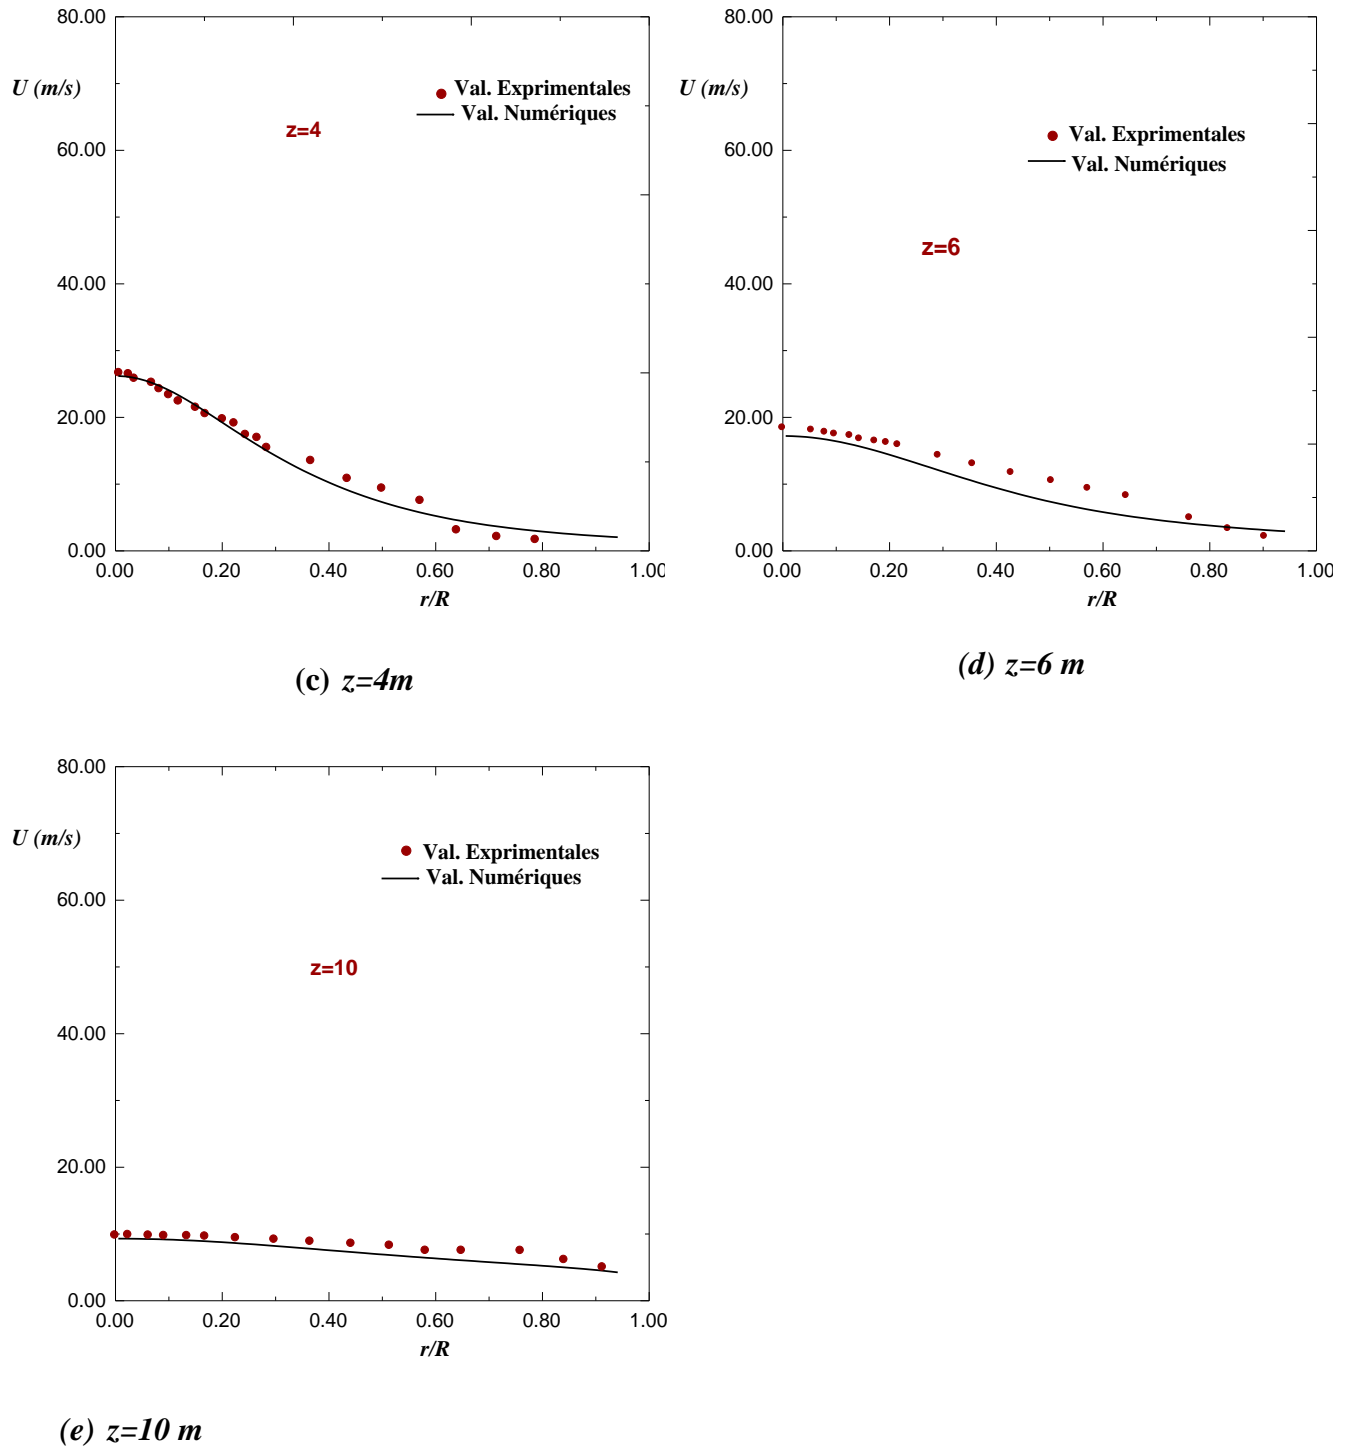 80.00
U (m/s)
Val. Exprimentales
Val. Numériques
z=4
60.00
40.00
20.00
0.00
0.00 0.20 0.40 0.60 0.80 1.00
r/R
(c) z=4m
80.00
U (m/s)
Val. Exprimentales
Val. Numériques
60.00
z=6
40.00
20.00
0.00
0.00 0.20 0.40 0.60 0.80 1.00
r/R
(d) z=6 m
80.00
U (m/s)
Val. Exprimentales
Val. Numériques
60.00
z=10
40.00
20.00
0.00
0.00 0.20 0.40 0.60 0.80 1.00
r/R
(e) z=10 m